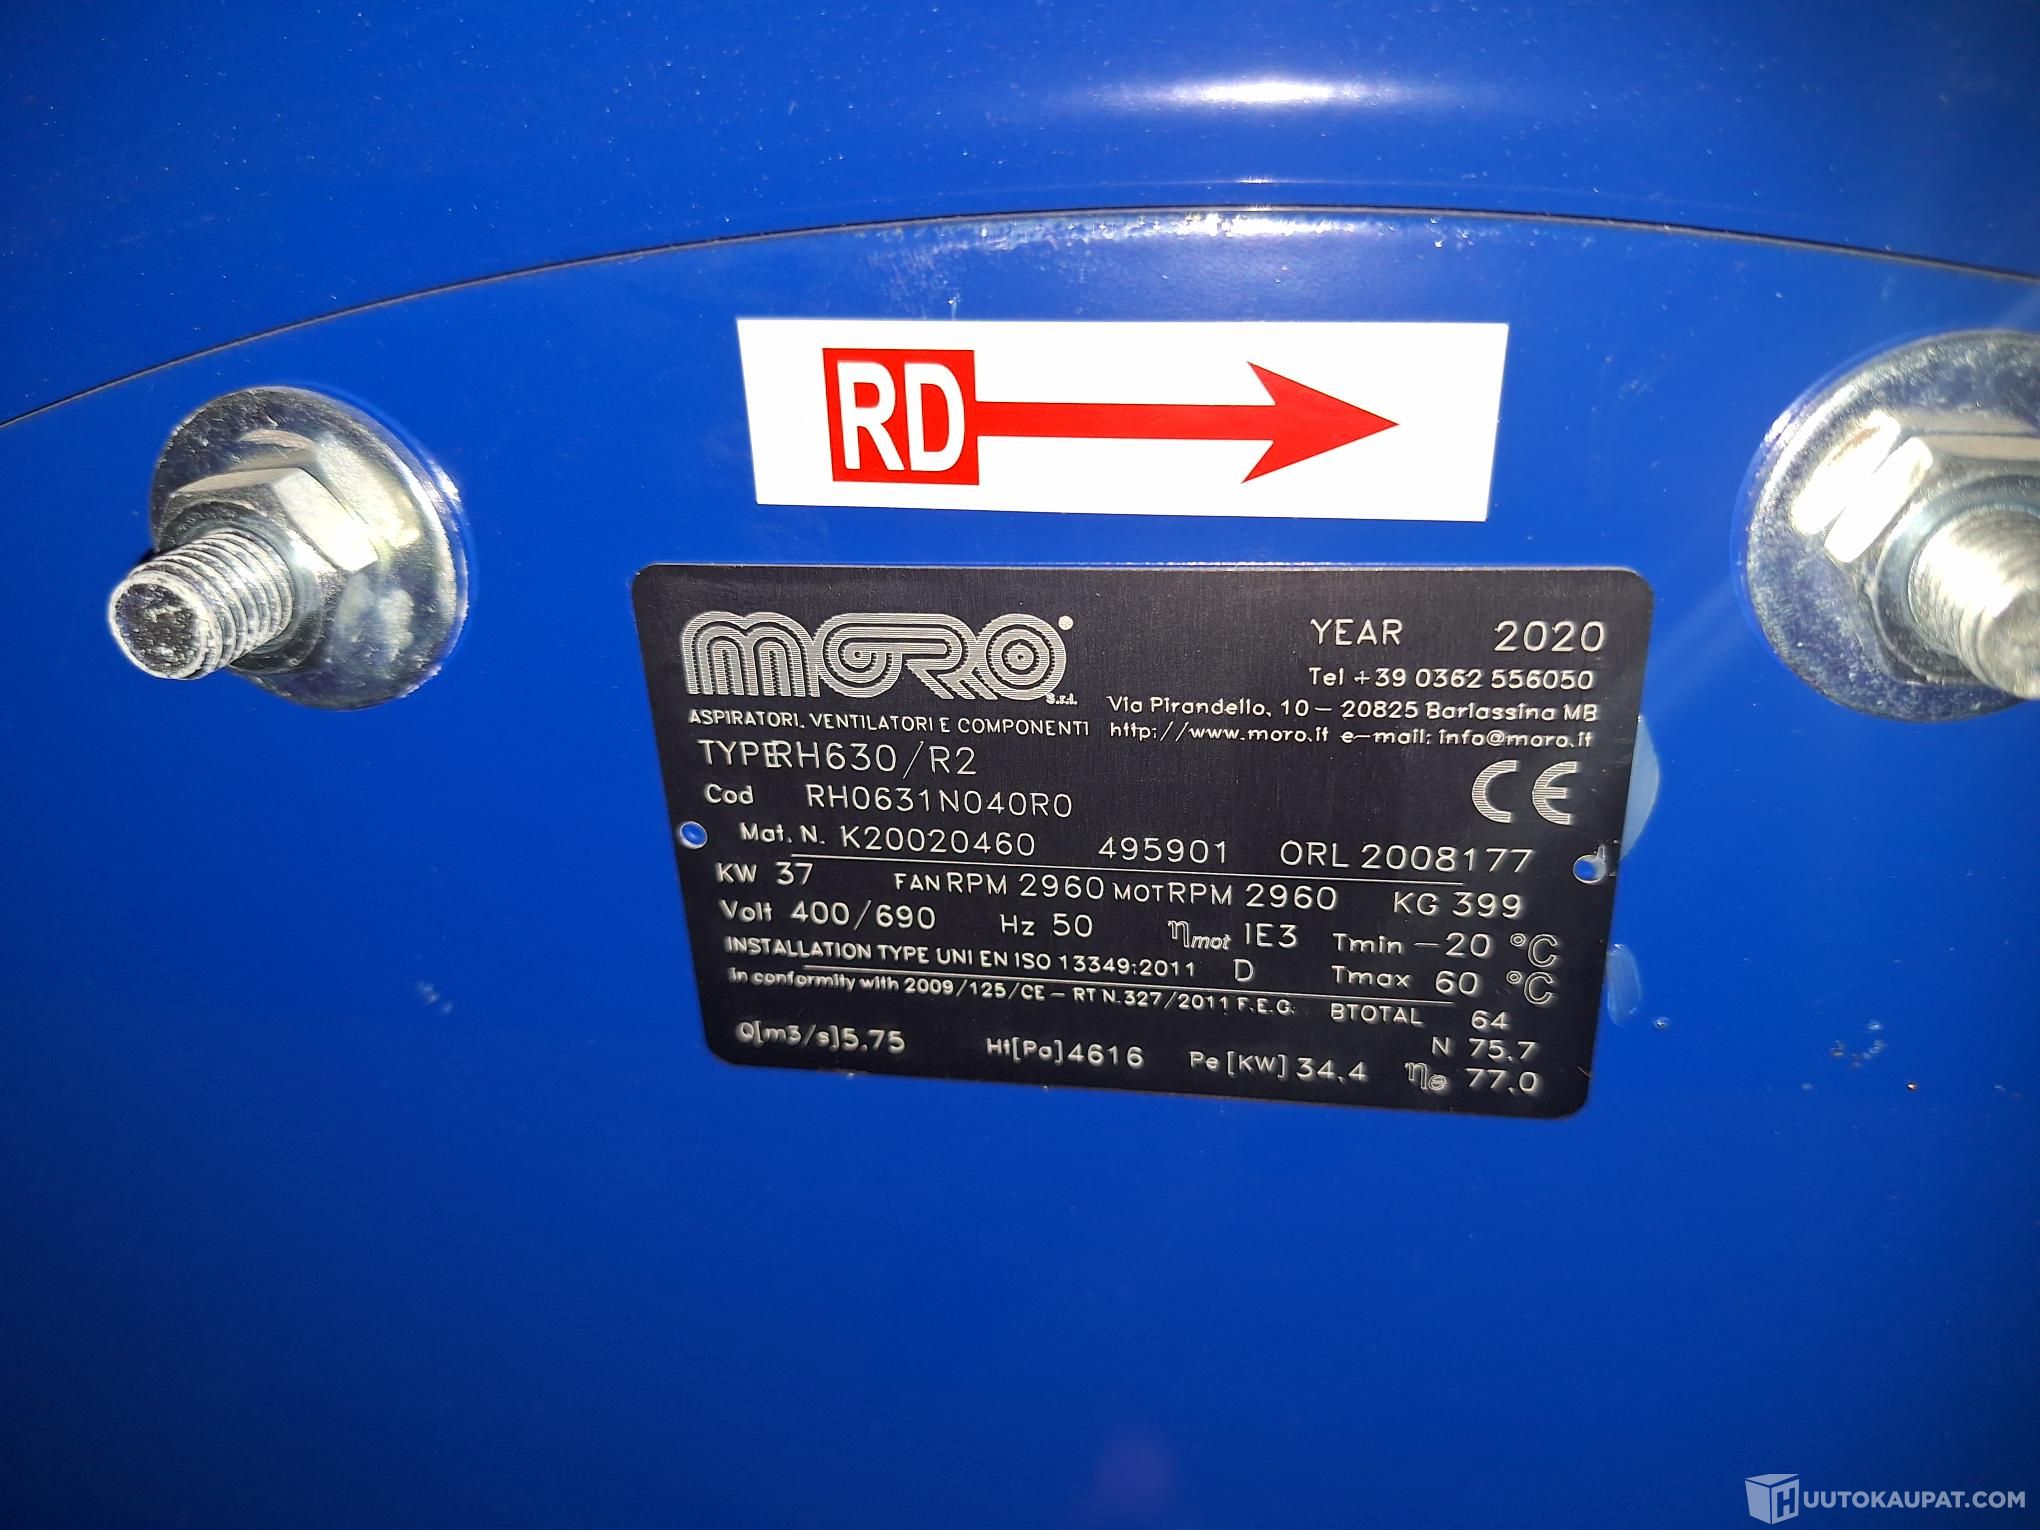 RD
moro® s.r.l.
YEAR 2020
Tel +39 0362 556050
Via Pirandello, 10 – 20825 Barlassina MB
ASPIRATORI, VENTILATORI E COMPONENTI
http://www.moro.it e-mail: info@moro.it
TYPE RH630/R2
CE
Cod RH0631N040R0
Mat. N. K20020460 495901 ORL 2008177
KW 37 FAN RPM 2960 MOT RPM 2960 KG 399
Volt 400/690 Hz 50 ηmot IE3 Tmin -20 °C
INSTALLATION TYPE UNI EN ISO 13349:2011 D Tmax 60 °C
in conformity with 2009/125/CE – RT N.327/2011 F.E.G. BTOTAL 64
N 75.7
Q[m3/s]5.75 Ht[Pa]4616 Pe [KW] 34.4 ηe 77.0
HUUTOKAUPAT.COM